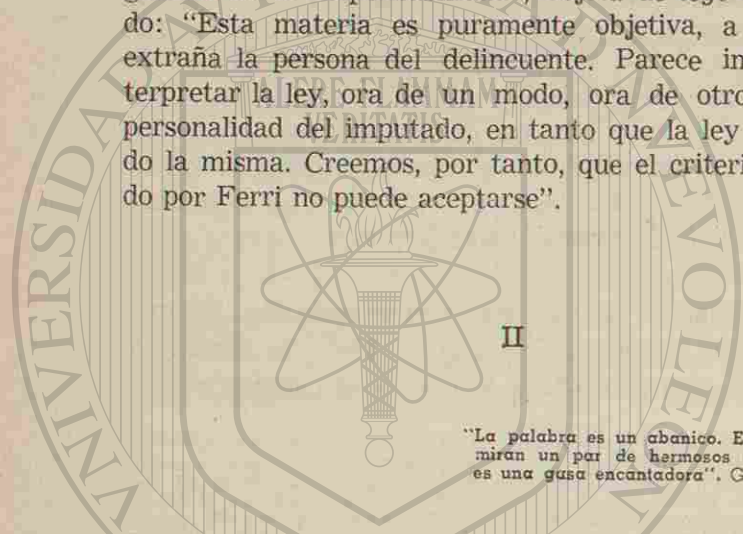 do: “Esta materia es puramente objetiva, a
extraña la persona del delincuente. Parece in
terpretar la ley, ora de un modo, ora de otro
personalidad del imputado, en tanto que la ley
do la misma. Creemos, por tanto, que el criteri
do por Ferri no puede aceptarse”.
ALERE FLAMMAM
VERITATIS
II
“La palabra es un abanico. E
miran un par de hermosos
es una gasa encantadora”. G